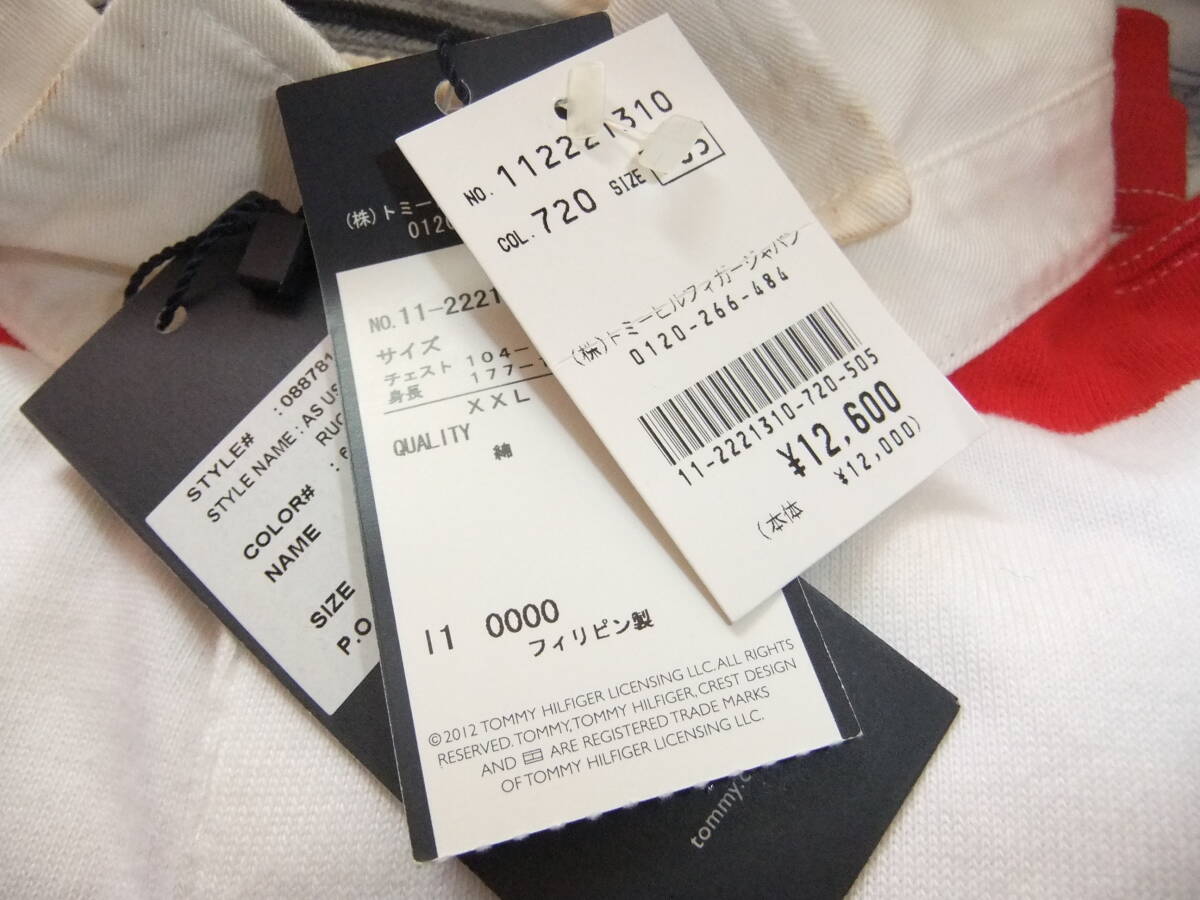 NO. 112221310
COL. 720 SIZE
(株)トミーヒルフィガージャパン
0120-266-484
11-2221310-720-505
¥12,600
(本体 ¥12,000)
(株)トミー
0120
NO.11-2221
サイズ
チェスト 104-
身長 177-
XXL
QUALITY 綿
I1 0000
フィリピン製
©2012 TOMMY HILFIGER LICENSING LLC. ALL RIGHTS
RESERVED. TOMMY, TOMMY HILFIGER, CREST DESIGN
AND ARE REGISTERED TRADE MARKS
OF TOMMY HILFIGER LICENSING LLC.
STYLE# : 088781
STYLE NAME : AS US
RUG
COLOR# : 6
NAME
SIZE
P.O
tommy.c